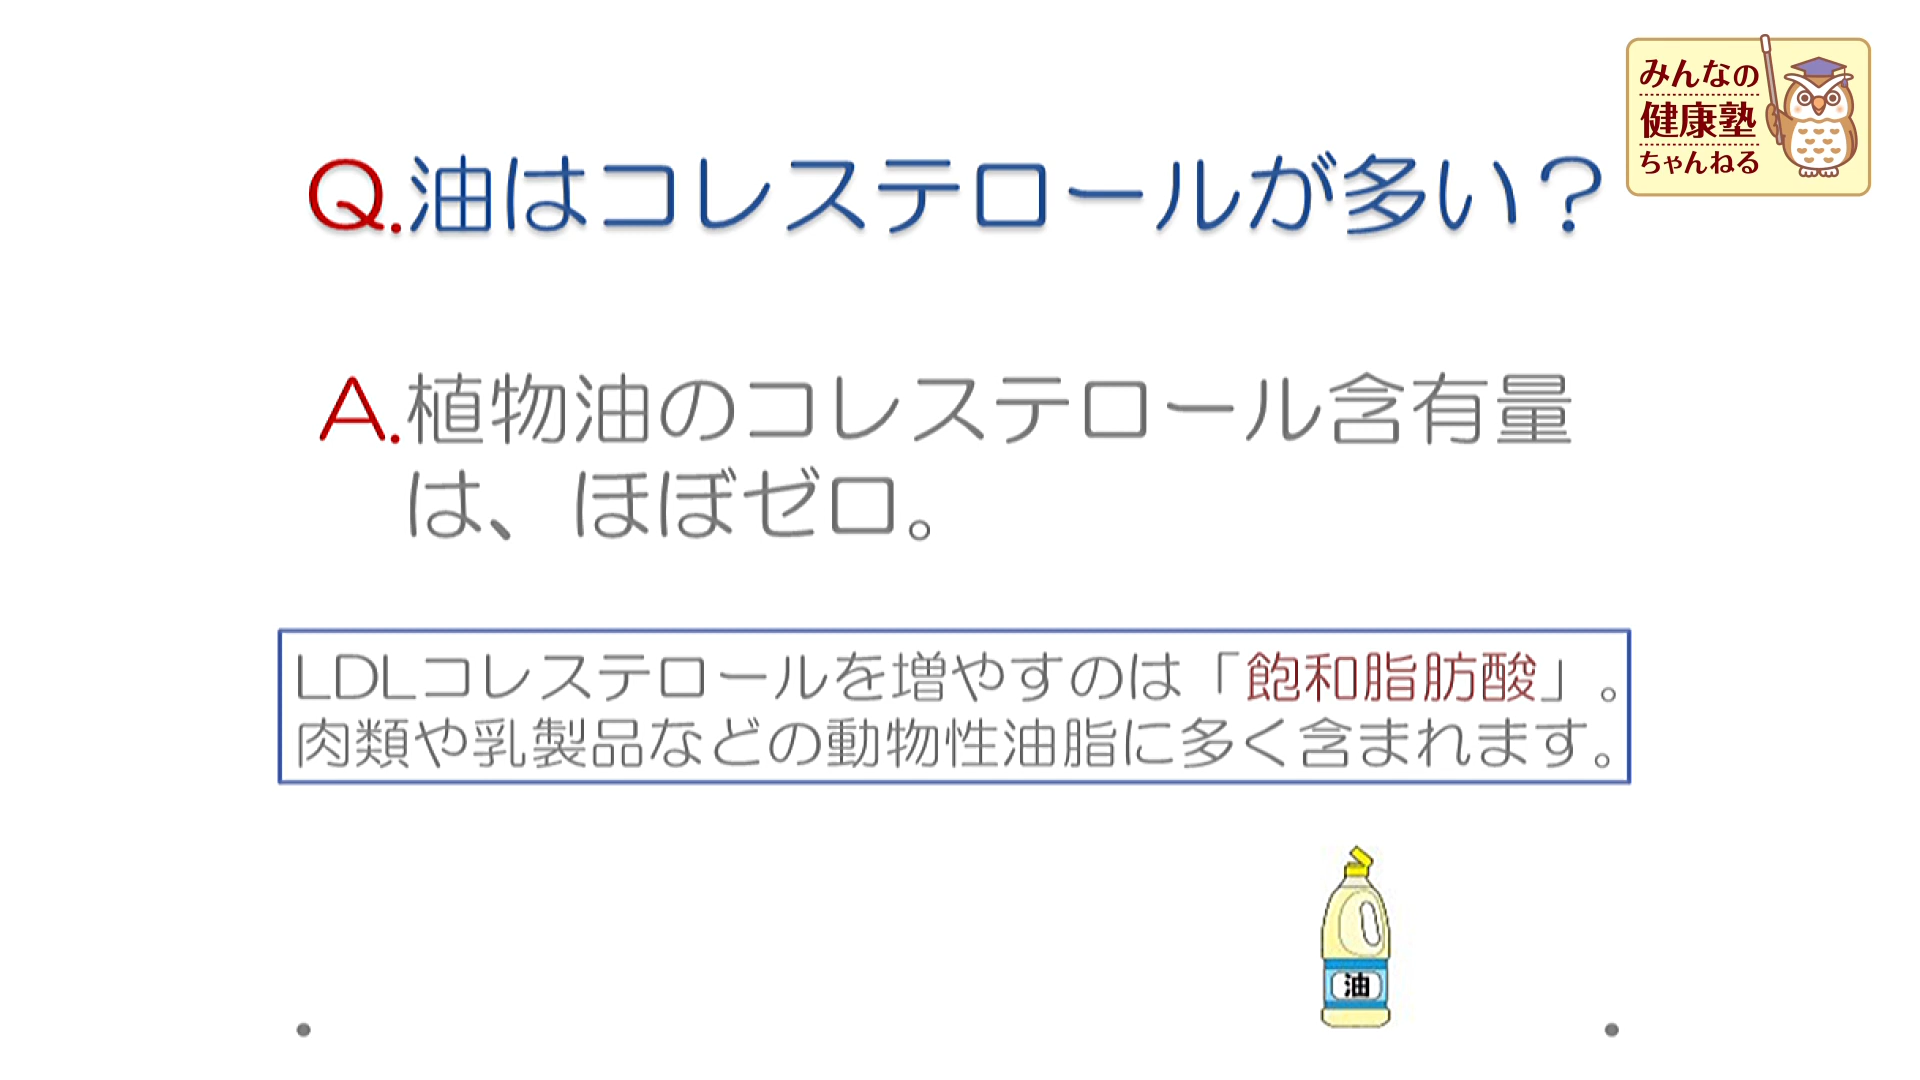 みんなの
健康塾
ちゃんねる
Q.油はコレステロールが多い?
A.植物油のコレステロール含有量
は、ほぼゼロ。
LDLコレステロールを増やすのは「飽和脂肪酸」。
肉類や乳製品などの動物性油脂に多く含まれます。
油